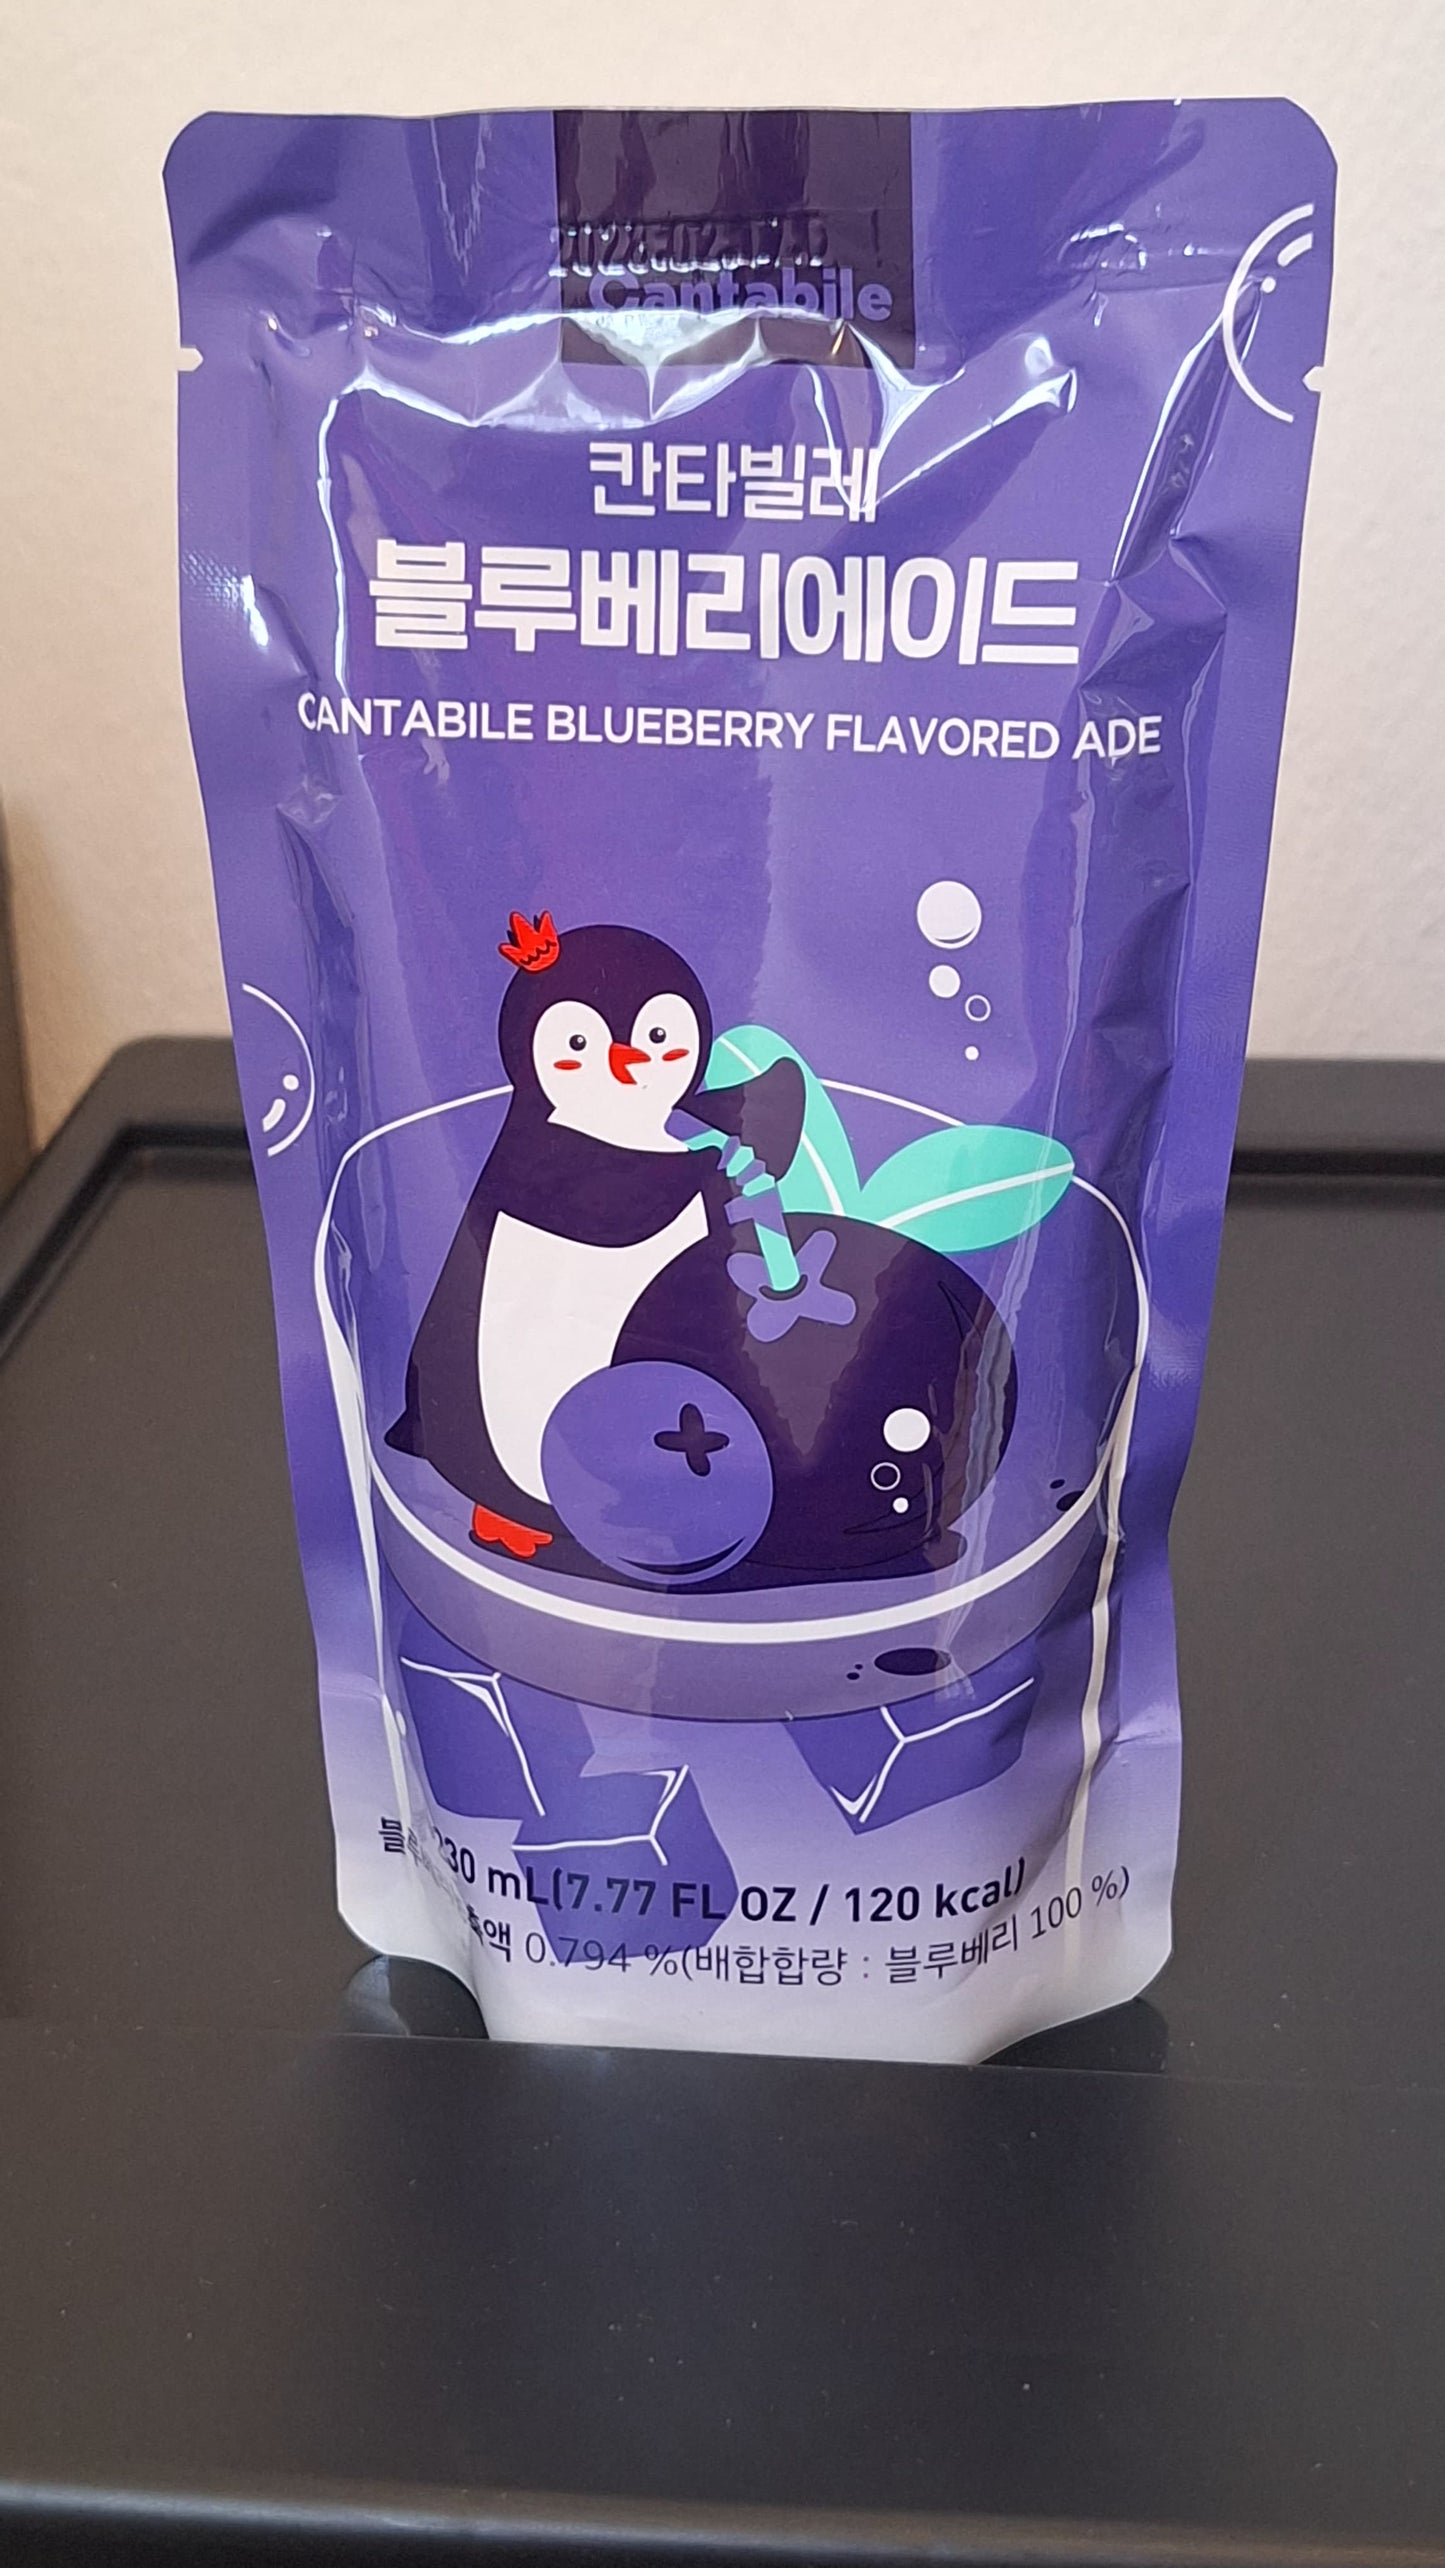 Cantabile
칸타빌레
블루베리에이드
CANTABILE BLUEBERRY FLAVORED ADE
230 mL(7.77 FL OZ / 120 kcal)
0.794 %(배합합량 : 블루베리 100 %)